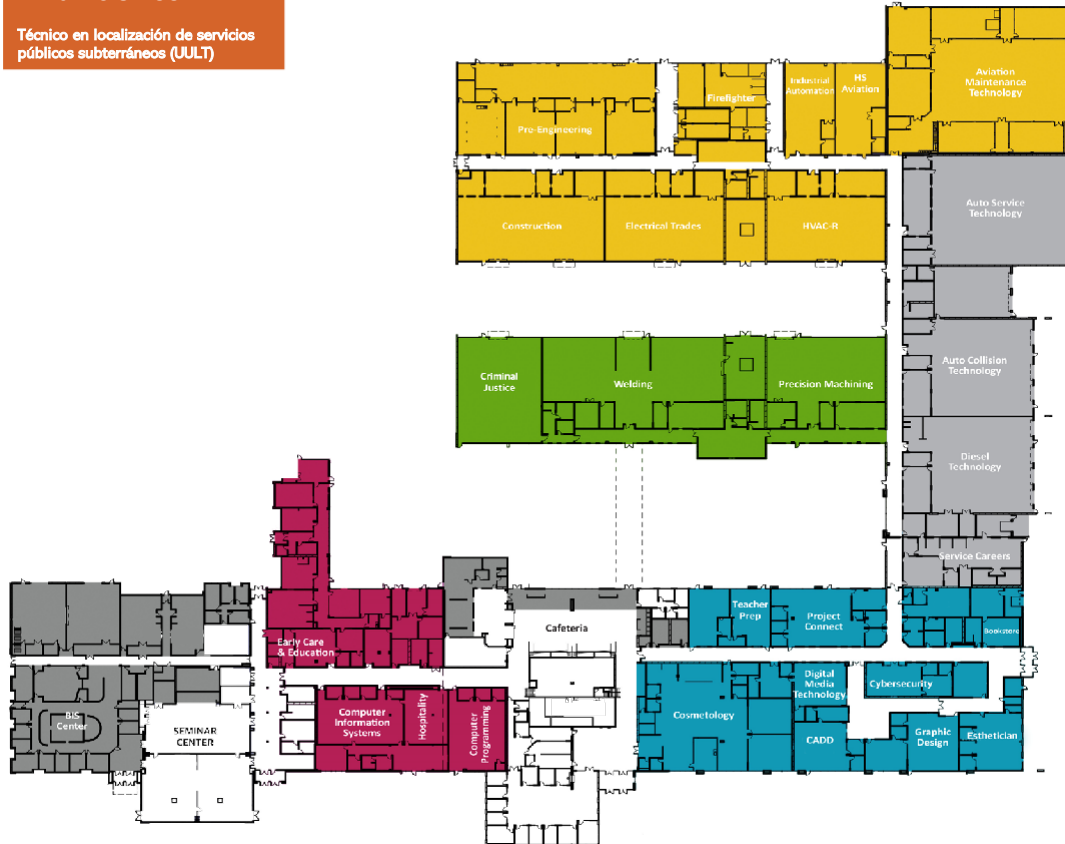 Técnico en localización de servicios
públicos subterráneos (UULT)
Aviation
Maintenance
Technology
Industrial
Automation
HS
Aviation
Firefighter
Pre-Engineering
Auto Service
Technology
Construction
Electrical Trades
HVAC-R
Criminal
Justice
Welding
Precision Machining
Auto Collision
Technology
Diesel
Technology
Service Careers
Early Care
& Education
Cafeteria
Teacher
Prep
Project
Connect
Bookstore
BIS
Center
SEMINAR
CENTER
Computer
Information
Systems
Hospitality
Computer
Programming
Cosmetology
Digital
Media
Technology
Cybersecurity
CADD
Graphic
Design
Esthetician